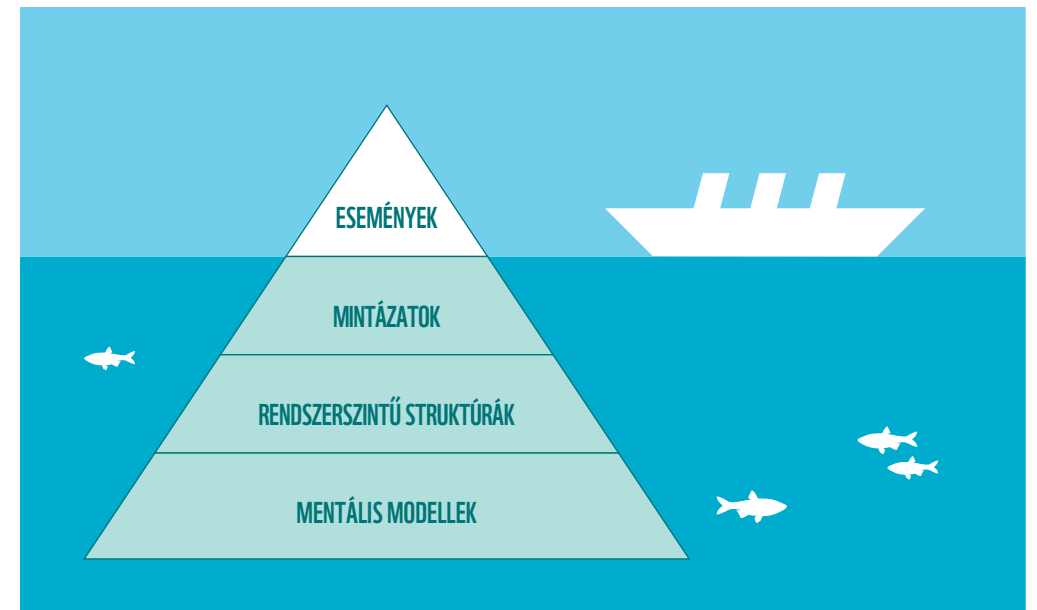 ESEMÉNYEK
MINTÁZATOK
RENDSZERSZINTŰ STRUKTÚRÁK
MENTÁLIS MODELLEK